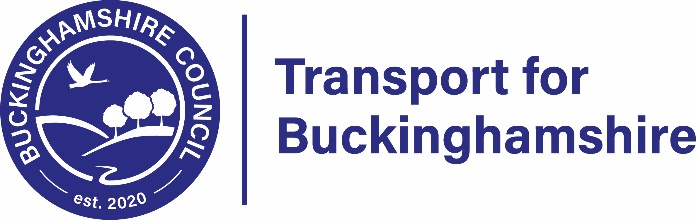 BUCKINGHAMSHIRE COUNCIL
est. 2020
Transport for
Buckinghamshire